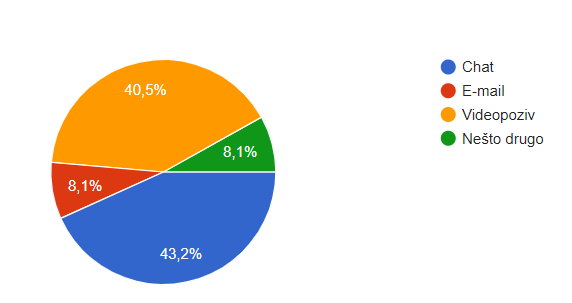 40,5%
8,1%
8,1%
43,2%
Chat
E-mail
Videopoziv
Nešto drugo